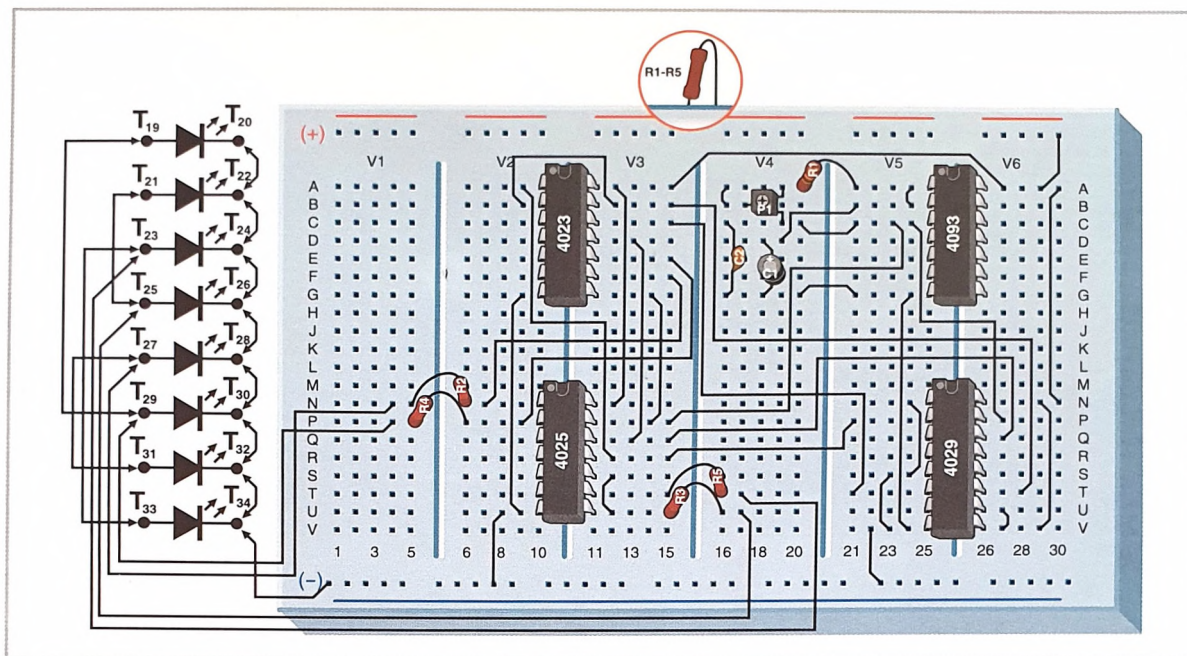 R1-R5
(+)
V1 V2 V3 V4 V5 V6
T19 T20
T21 T22
T23 T24
T25 T26
T27 T28
T29 T30
T31 T32
T33 T34
A A
B B
C C
D D
E E
F F
G G
H H
J J
K K
L L
M M
N N
P P
Q Q
R R
S S
T T
U U
V V
4023
4093
4025
4029
R1
C2
R2
R4
R5
R3
1 3 5 6 8 10 11 13 15 16 18 20 21 23 25 26 28 30
(−)